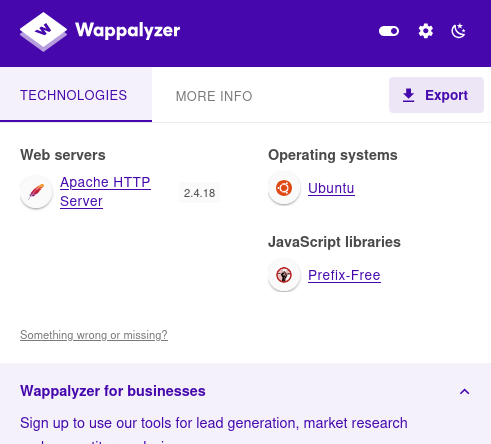 Wappalyzer
TECHNOLOGIES
MORE INFO
Export
Web servers
Apache HTTP
Server
2.4.18
Operating systems
Ubuntu
JavaScript libraries
Prefix-Free
Something wrong or missing?
Wappalyzer for businesses
Sign up to use our tools for lead generation, market research